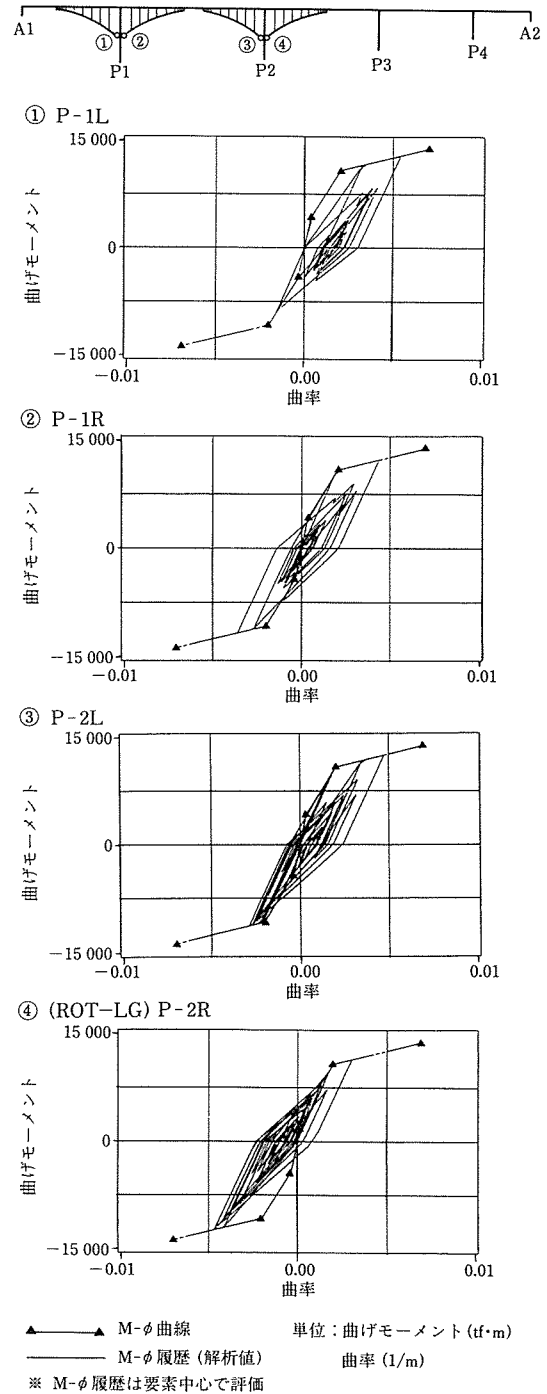 A1 ① ② P1 ③ ④ P2 P3 P4 A2
① P-1L
15 000
曲げモーメント
0
-15 000
-0.01 0.00 0.01
曲率
② P-1R
15 000
曲げモーメント
0
-15 000
-0.01 0.00 0.01
曲率
③ P-2L
15 000
曲げモーメント
0
-15 000
-0.01 0.00 0.01
曲率
④ (ROT-LG) P-2R
15 000
曲げモーメント
0
-15 000
-0.01 0.00 0.01
曲率
M-φ曲線 単位:曲げモーメント(tf・m)
M-φ履歴(解析値) 曲率(1/m)
※ M-φ履歴は要素中心で評価